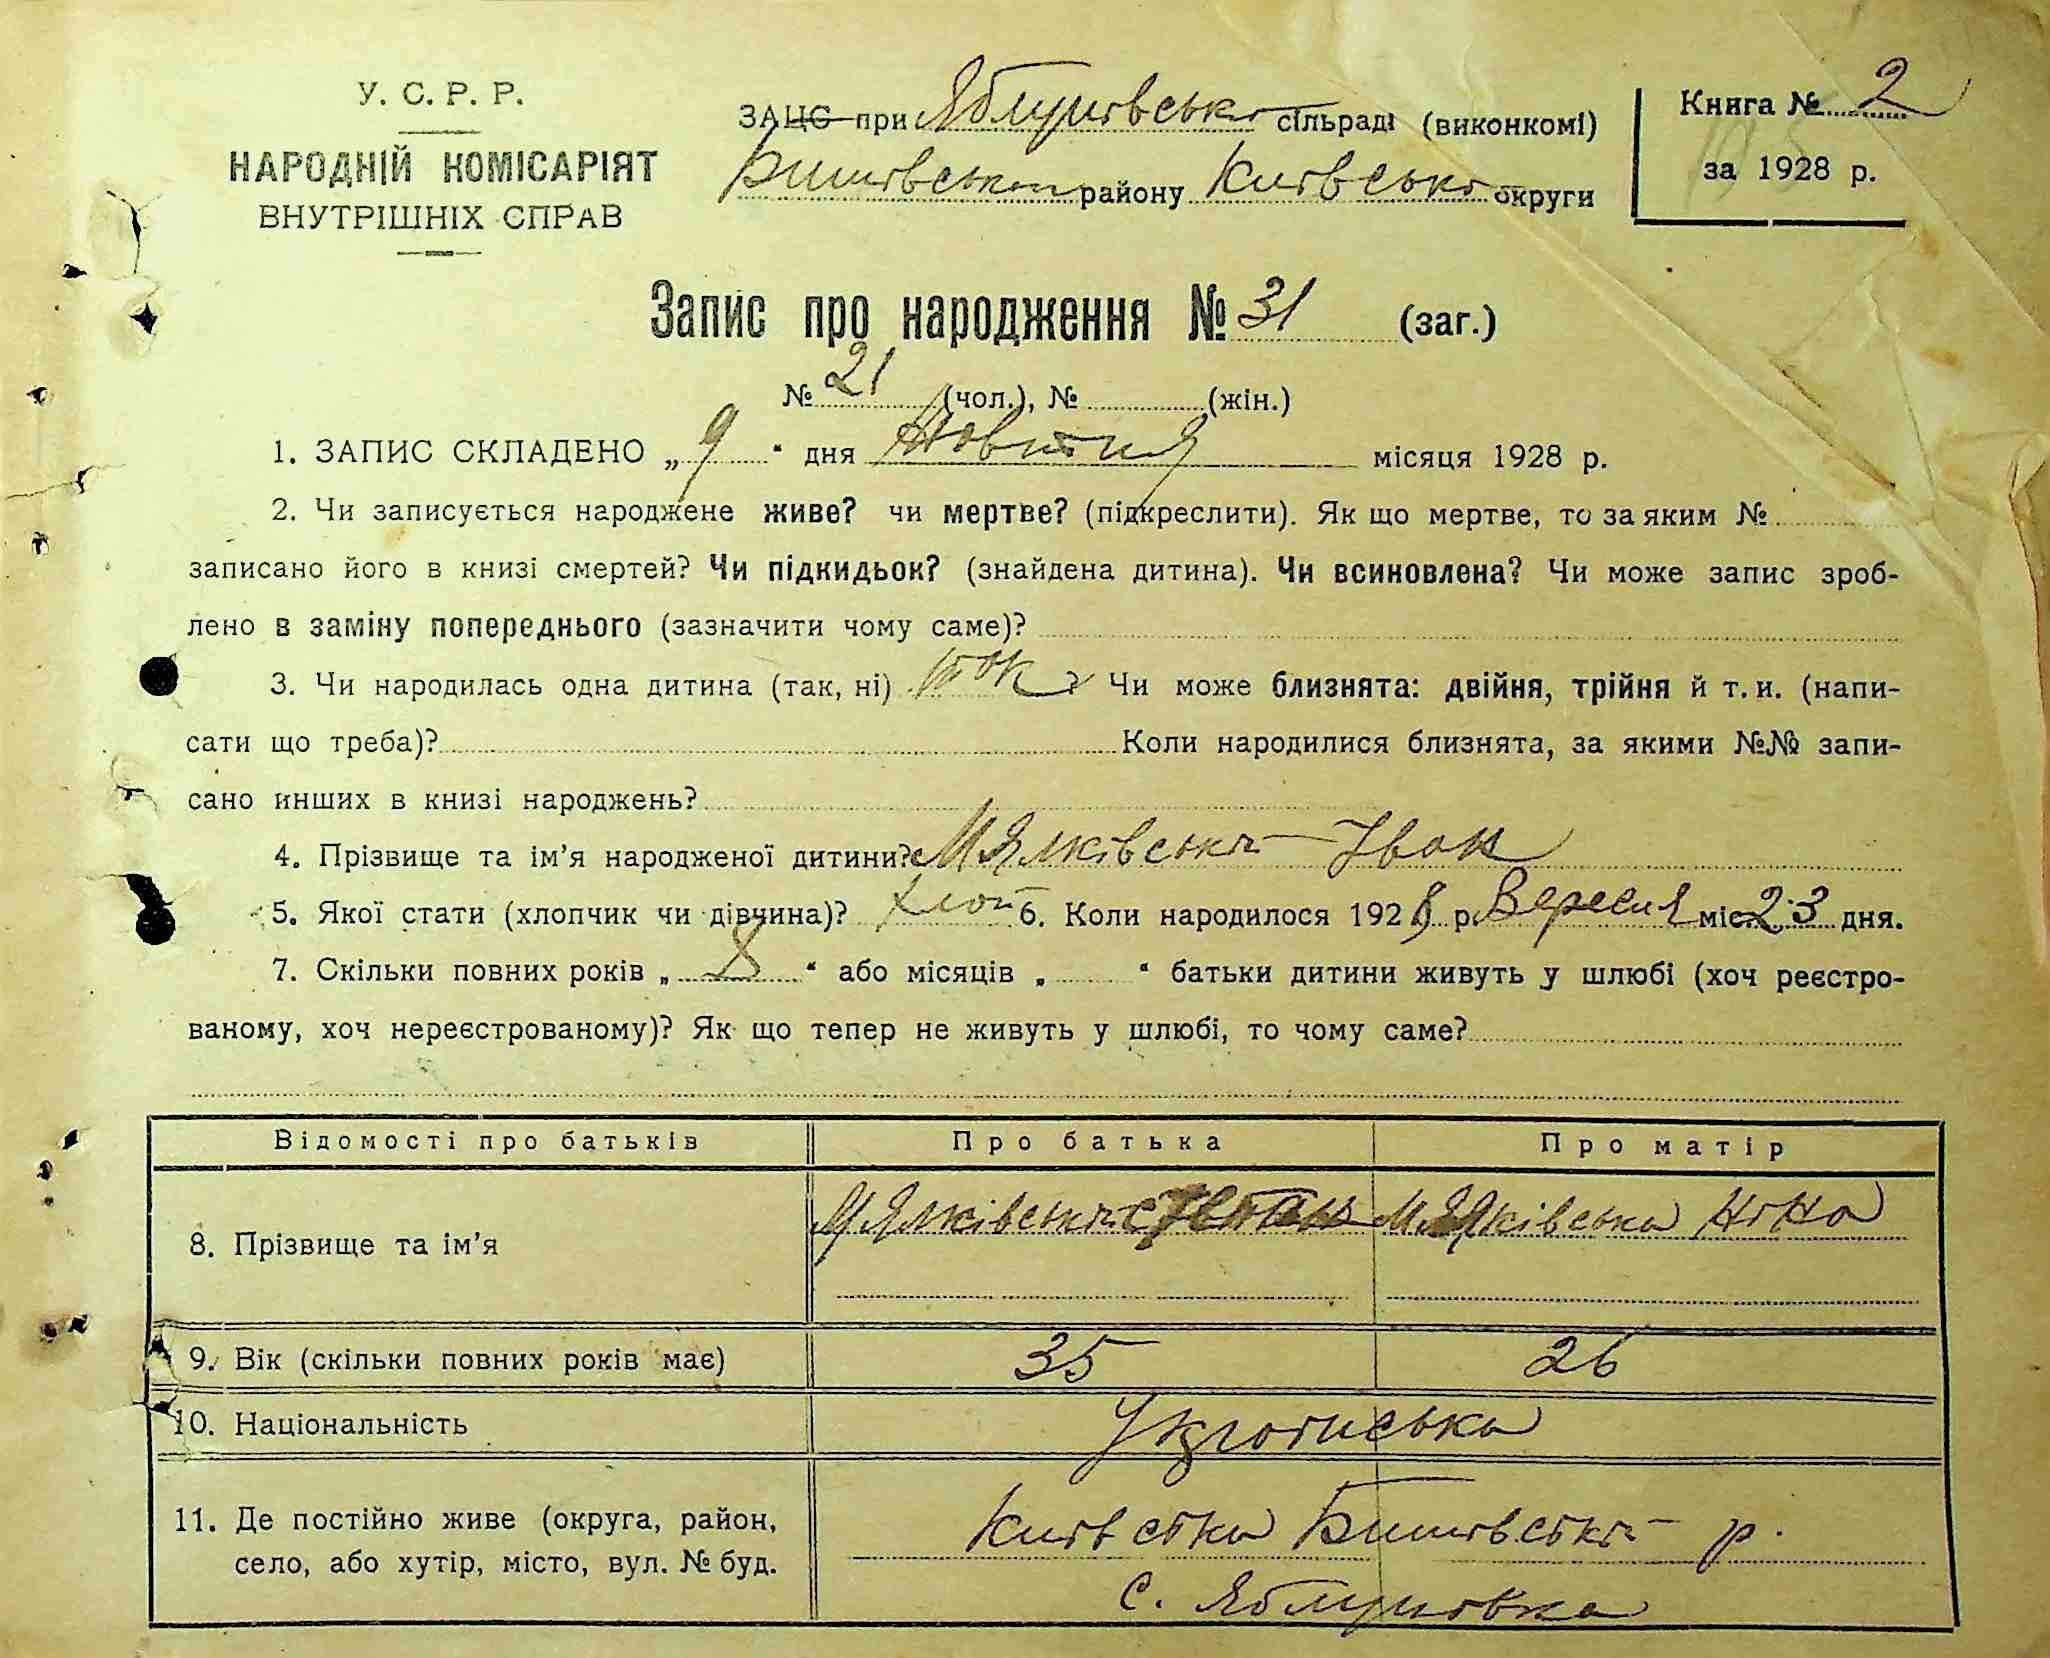 У. С. Р. Р.
НАРОДНІЙ КОМІСАРІЯТ
ВНУТРІШНІХ СПРАВ
ЗАЦС при Яблунівській сільраді (виконкомі)
Бишівського району Київської округи
Книга № 2
за 1928 р.
Запис про народження № 31 (заг.)
№ 21 (чол.), № (жін.)
1. ЗАПИС СКЛАДЕНО „ 9 “ дня Жовтня місяця 1928 р.
2. Чи записується народжене живе? чи мертве? (підкреслити). Як що мертве, то за яким №
записано його в книзі смертей? Чи підкидьок? (знайдена дитина). Чи всиновлена? Чи може запис зроб-
лено в заміну попереднього (зазначити чому саме)?
3. Чи народилась одна дитина (так, ні) так ? Чи може близнята: двійня, трійня й т. и. (напи-
сати що треба)? Коли народилися близнята, за якими №№ запи-
сано инших в книзі народжень?
4. Прізвище та ім’я народженої дитини? Мялківський Іван
5. Якої стати (хлопчик чи дівчина)? хлоп 6. Коли народилося 1928 р. Вересня міс. 23 дня.
7. Скільки повних років „ 8 “ або місяців „ “ батьки дитини живуть у шлюбі (хоч реєстро-
ваному, хоч нереєстрованому)? Як що тепер не живуть у шлюбі, то чому саме?
Відомості про батьків Про батька Про матір
8. Прізвище та ім’я Мялківський Мялківська
9. Вік (скільки повних років має) 35 26
10. Національність Українська
11. Де постійно живе (округа, район,
село, або хутір, місто, вул. № буд.
Київська Бишівський р.
с. Яблунівка